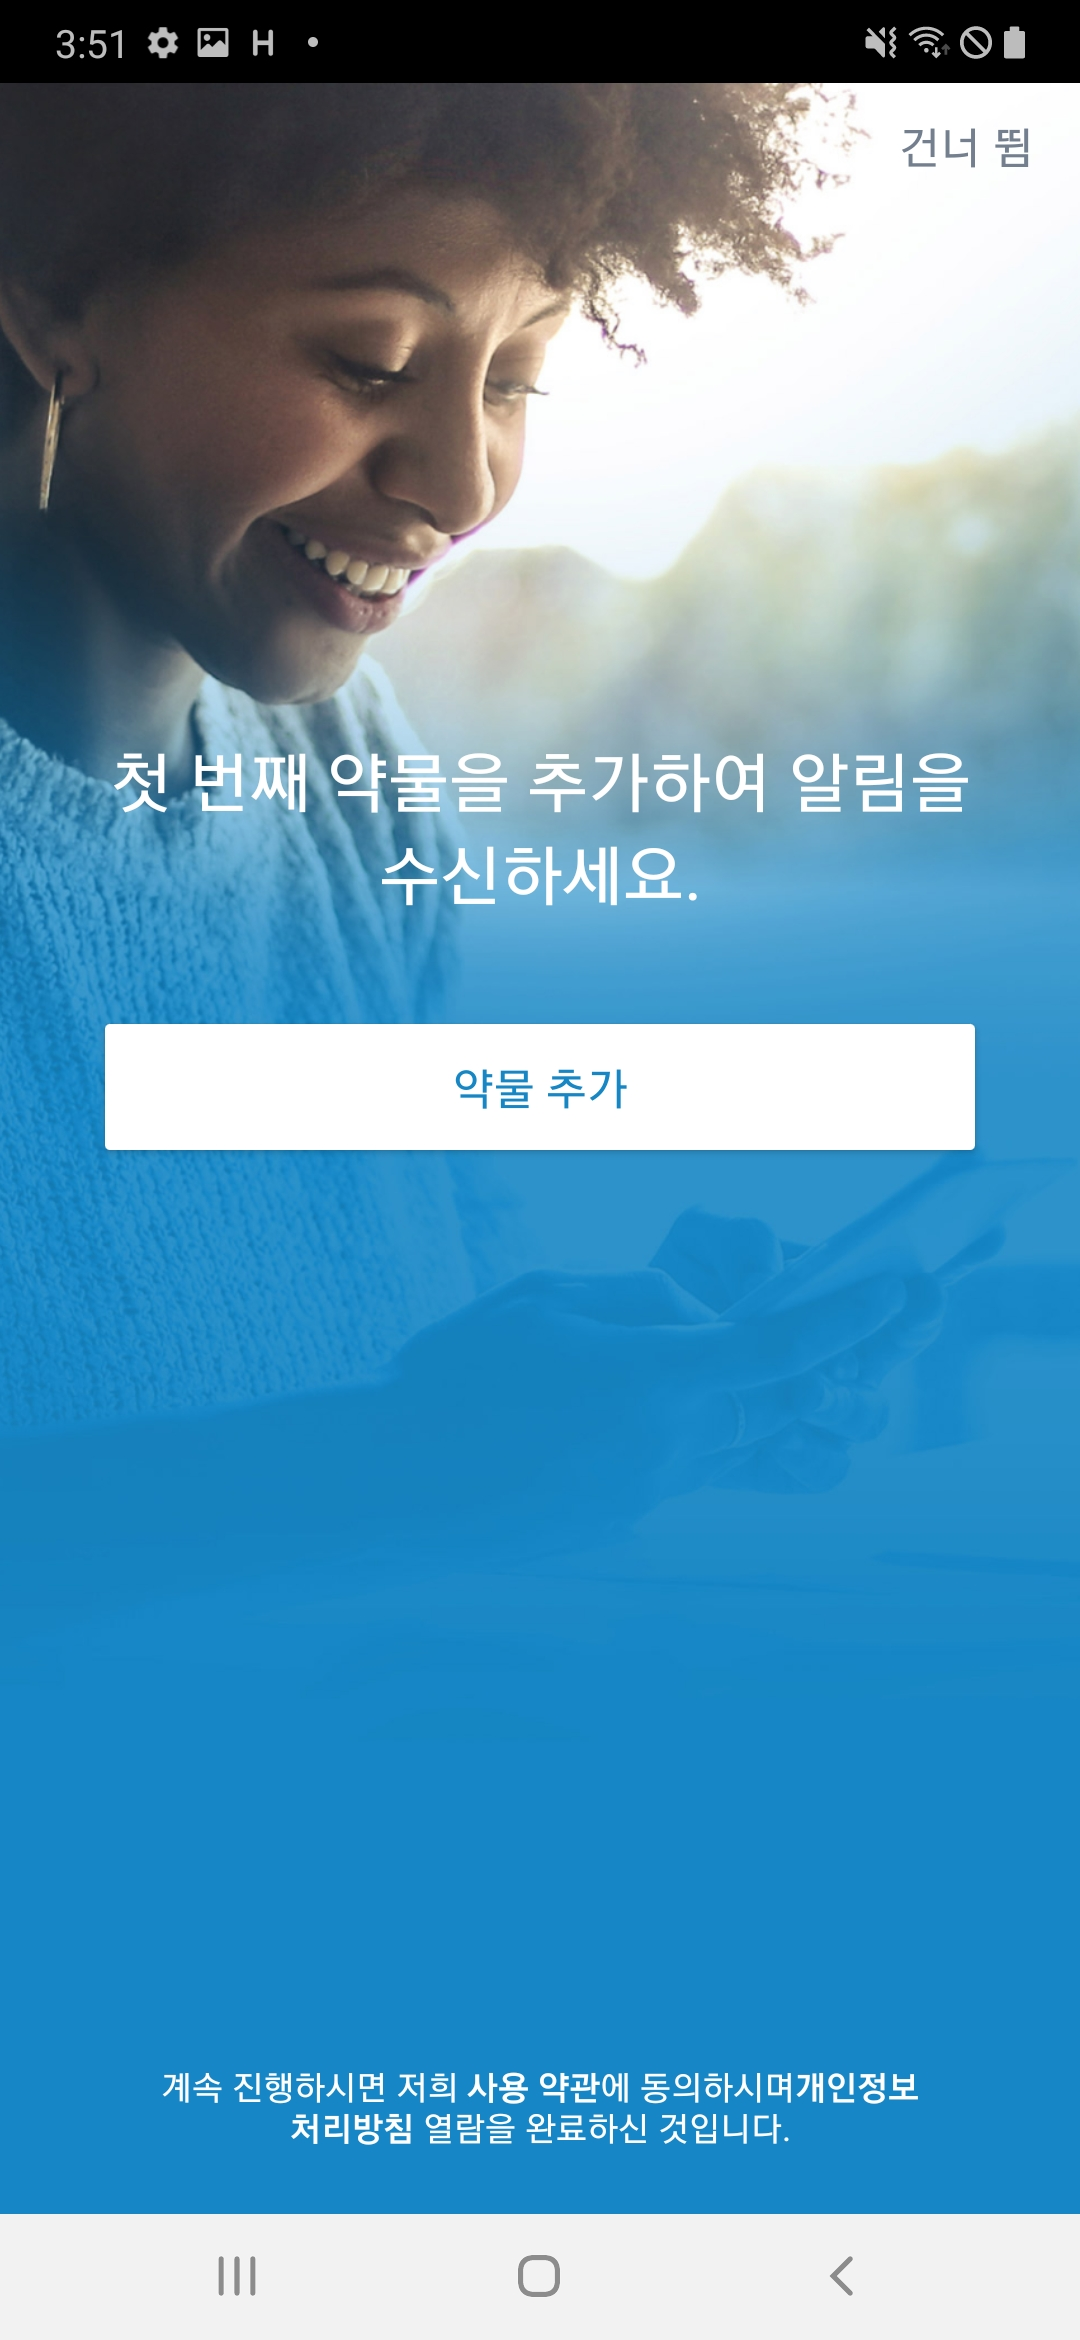 3:51
건너 뜀
첫 번째 약물을 추가하여 알림을
수신하세요.
약물 추가
계속 진행하시면 저희 사용 약관에 동의하시며개인정보
처리방침 열람을 완료하신 것입니다.